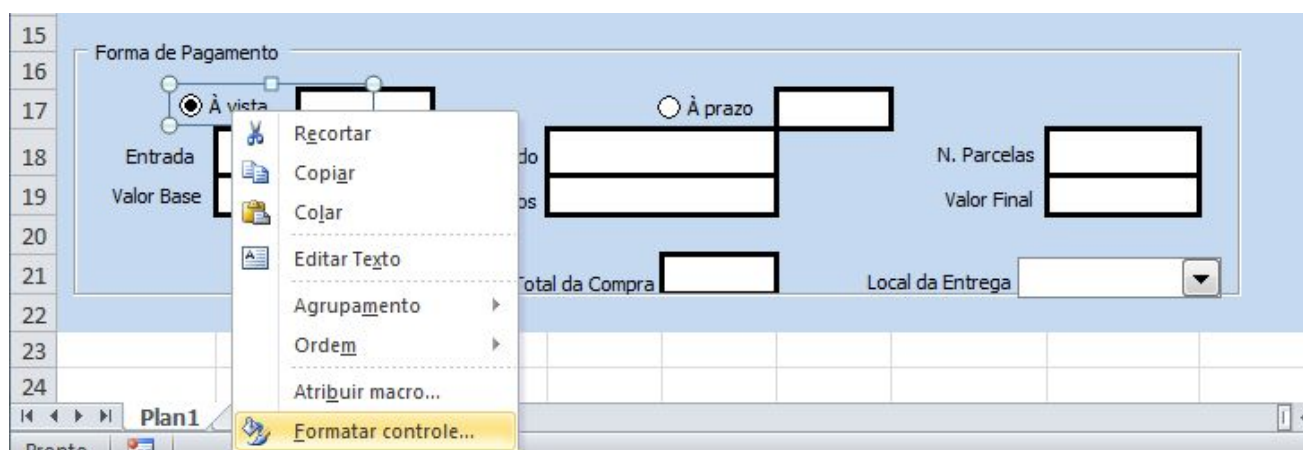 15
Forma de Pagamento
16
17 À vista À prazo
Recortar
18 Entrada do N. Parcelas
Copiar
19 Valor Base os Valor Final
Colar
20
Editar Texto
21 Total da Compra Local da Entrega
Agrupamento
22
Ordem
23
24 Atribuir macro...
Plan1
Formatar controle...
Pronto